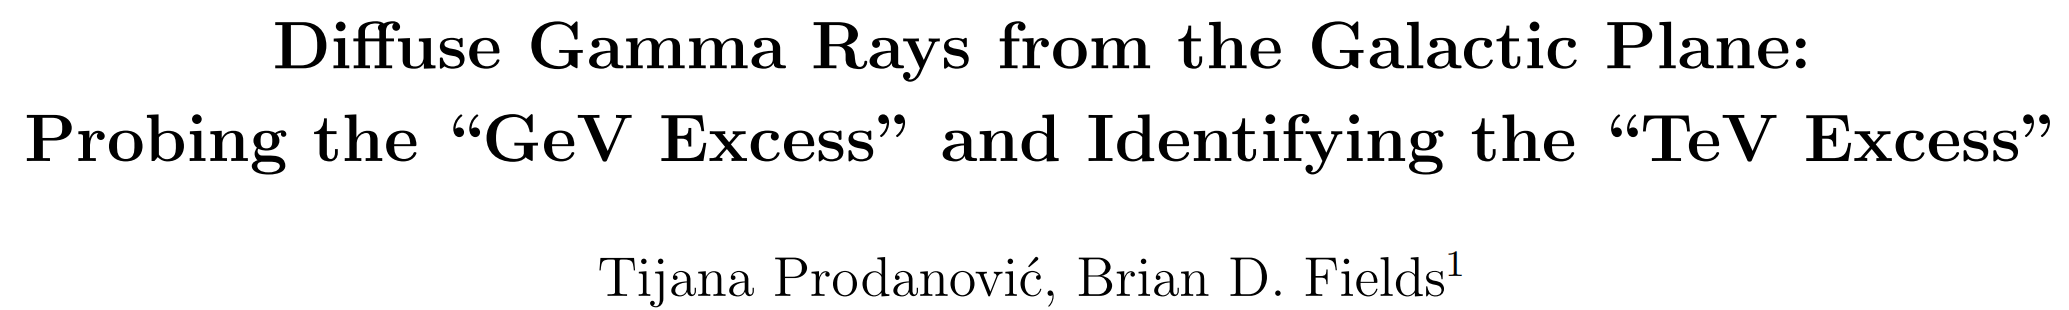 Diffuse Gamma Rays from the Galactic Plane:
Probing the “GeV Excess” and Identifying the “TeV Excess”
Tijana Prodanović, Brian D. Fields¹